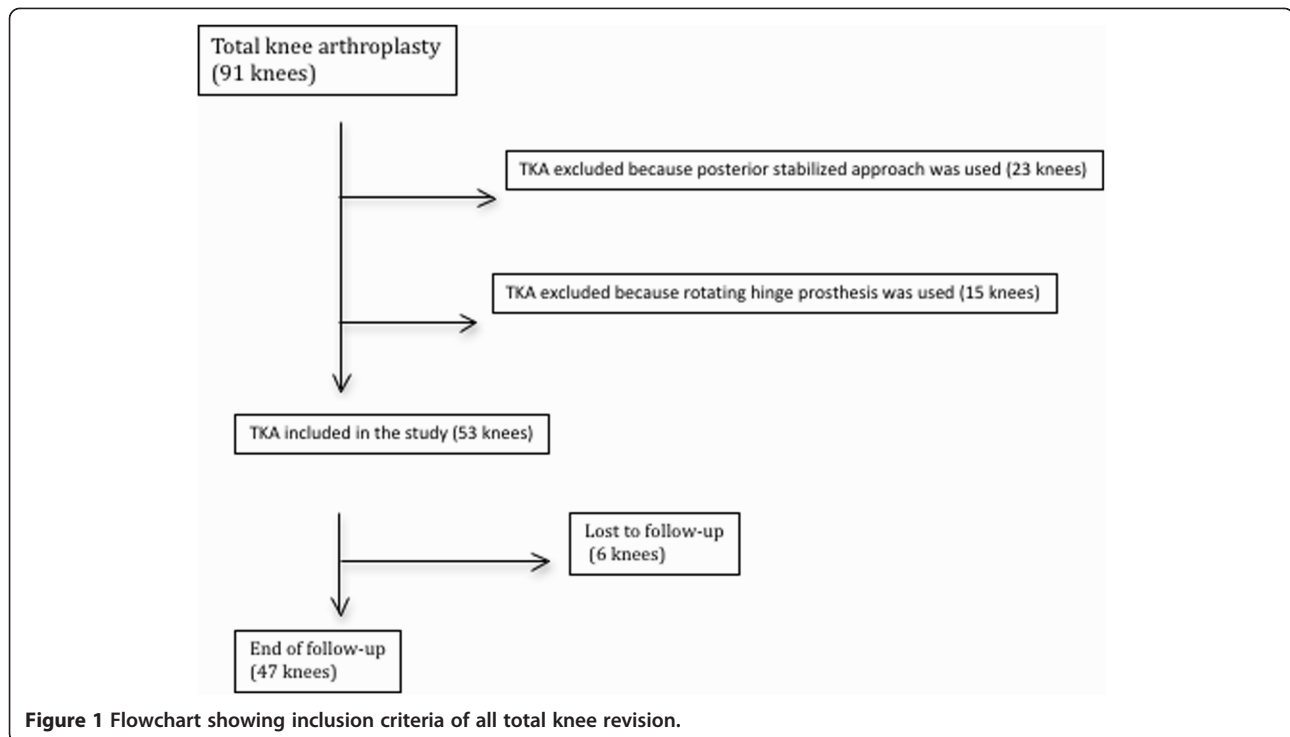 Total knee arthroplasty
(91 knees)
TKA excluded because posterior stabilized approach was used (23 knees)
TKA excluded because rotating hinge prosthesis was used (15 knees)
TKA included in the study (53 knees)
Lost to follow-up
(6 knees)
End of follow-up
(47 knees)
Figure 1 Flowchart showing inclusion criteria of all total knee revision.